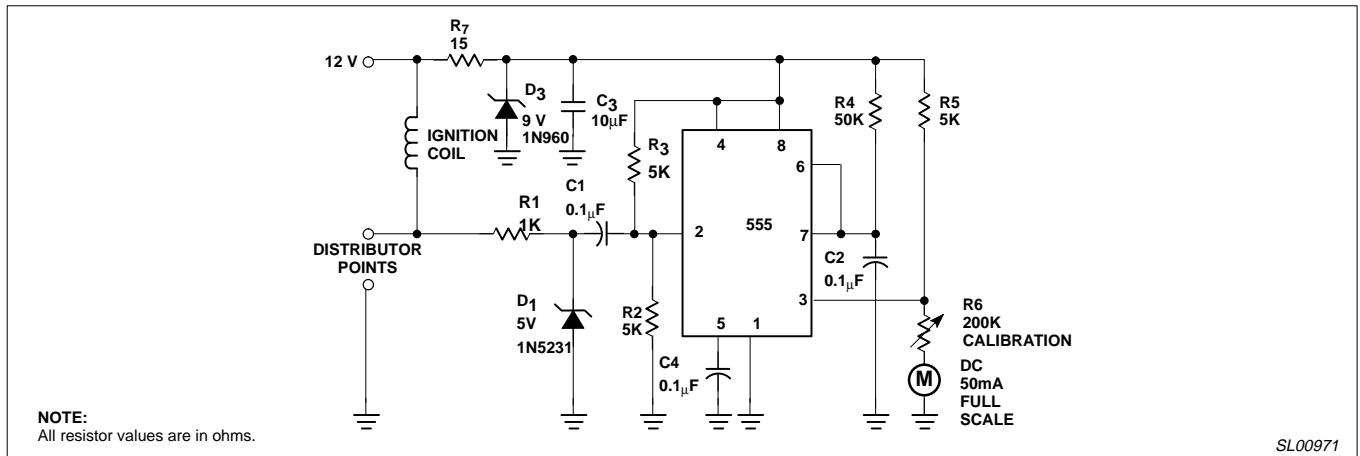 R7
15
12 V
D3
9 V
1N960
C3
10µF
IGNITION
COIL
R3
5K
4
8
R4
50K
R5
5K
6
C1
0.1µF
R1
1K
2
555
7
DISTRIBUTOR
POINTS
C2
0.1µF
3
D1
5V
1N5231
R2
5K
5
1
R6
200K
CALIBRATION
C4
0.1µF
M
DC
50mA
FULL
SCALE
NOTE:
All resistor values are in ohms.
SL00971